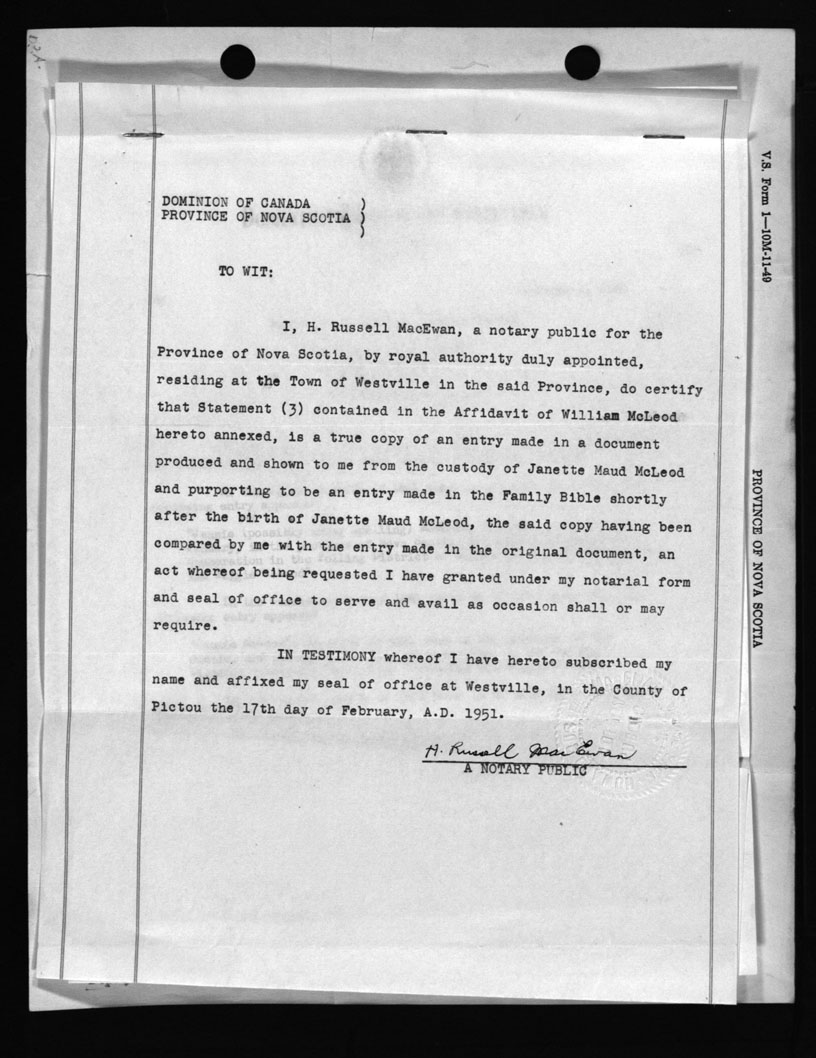 DOMINION OF CANADA )
PROVINCE OF NOVA SCOTIA )
)
TO WIT:
I, H. Russell MacEwan, a notary public for the
Province of Nova Scotia, by royal authority duly appointed,
residing at the Town of Westville in the said Province, do certify
that Statement (3) contained in the Affidavit of William McLeod
hereto annexed, is a true copy of an entry made in a document
produced and shown to me from the custody of Janette Maud McLeod
and purporting to be an entry made in the Family Bible shortly
after the birth of Janette Maud McLeod, the said copy having been
compared by me with the entry made in the original document, an
act whereof being requested I have granted under my notarial form
and seal of office to serve and avail as occasion shall or may
require.
IN TESTIMONY whereof I have hereto subscribed my
name and affixed my seal of office at Westville, in the County of
Pictou the 17th day of February, A.D. 1951.
H. Russell MacEwan
A NOTARY PUBLIC
V.S. Form 1—10M-11-49
PROVINCE OF NOVA SCOTIA